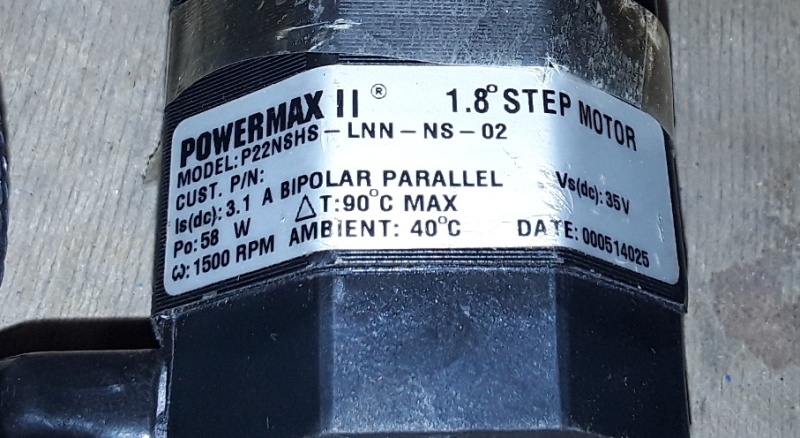 POWERMAX II ® 1.8° STEP MOTOR
MODEL: P22NSHS-LNN-NS-02
CUST. P/N:
Is(dc): 3.1 A BIPOLAR PARALLEL Vs(dc): 35V
Po: 58 W △T: 90°C MAX
ω: 1500 RPM AMBIENT: 40°C DATE: 000514025